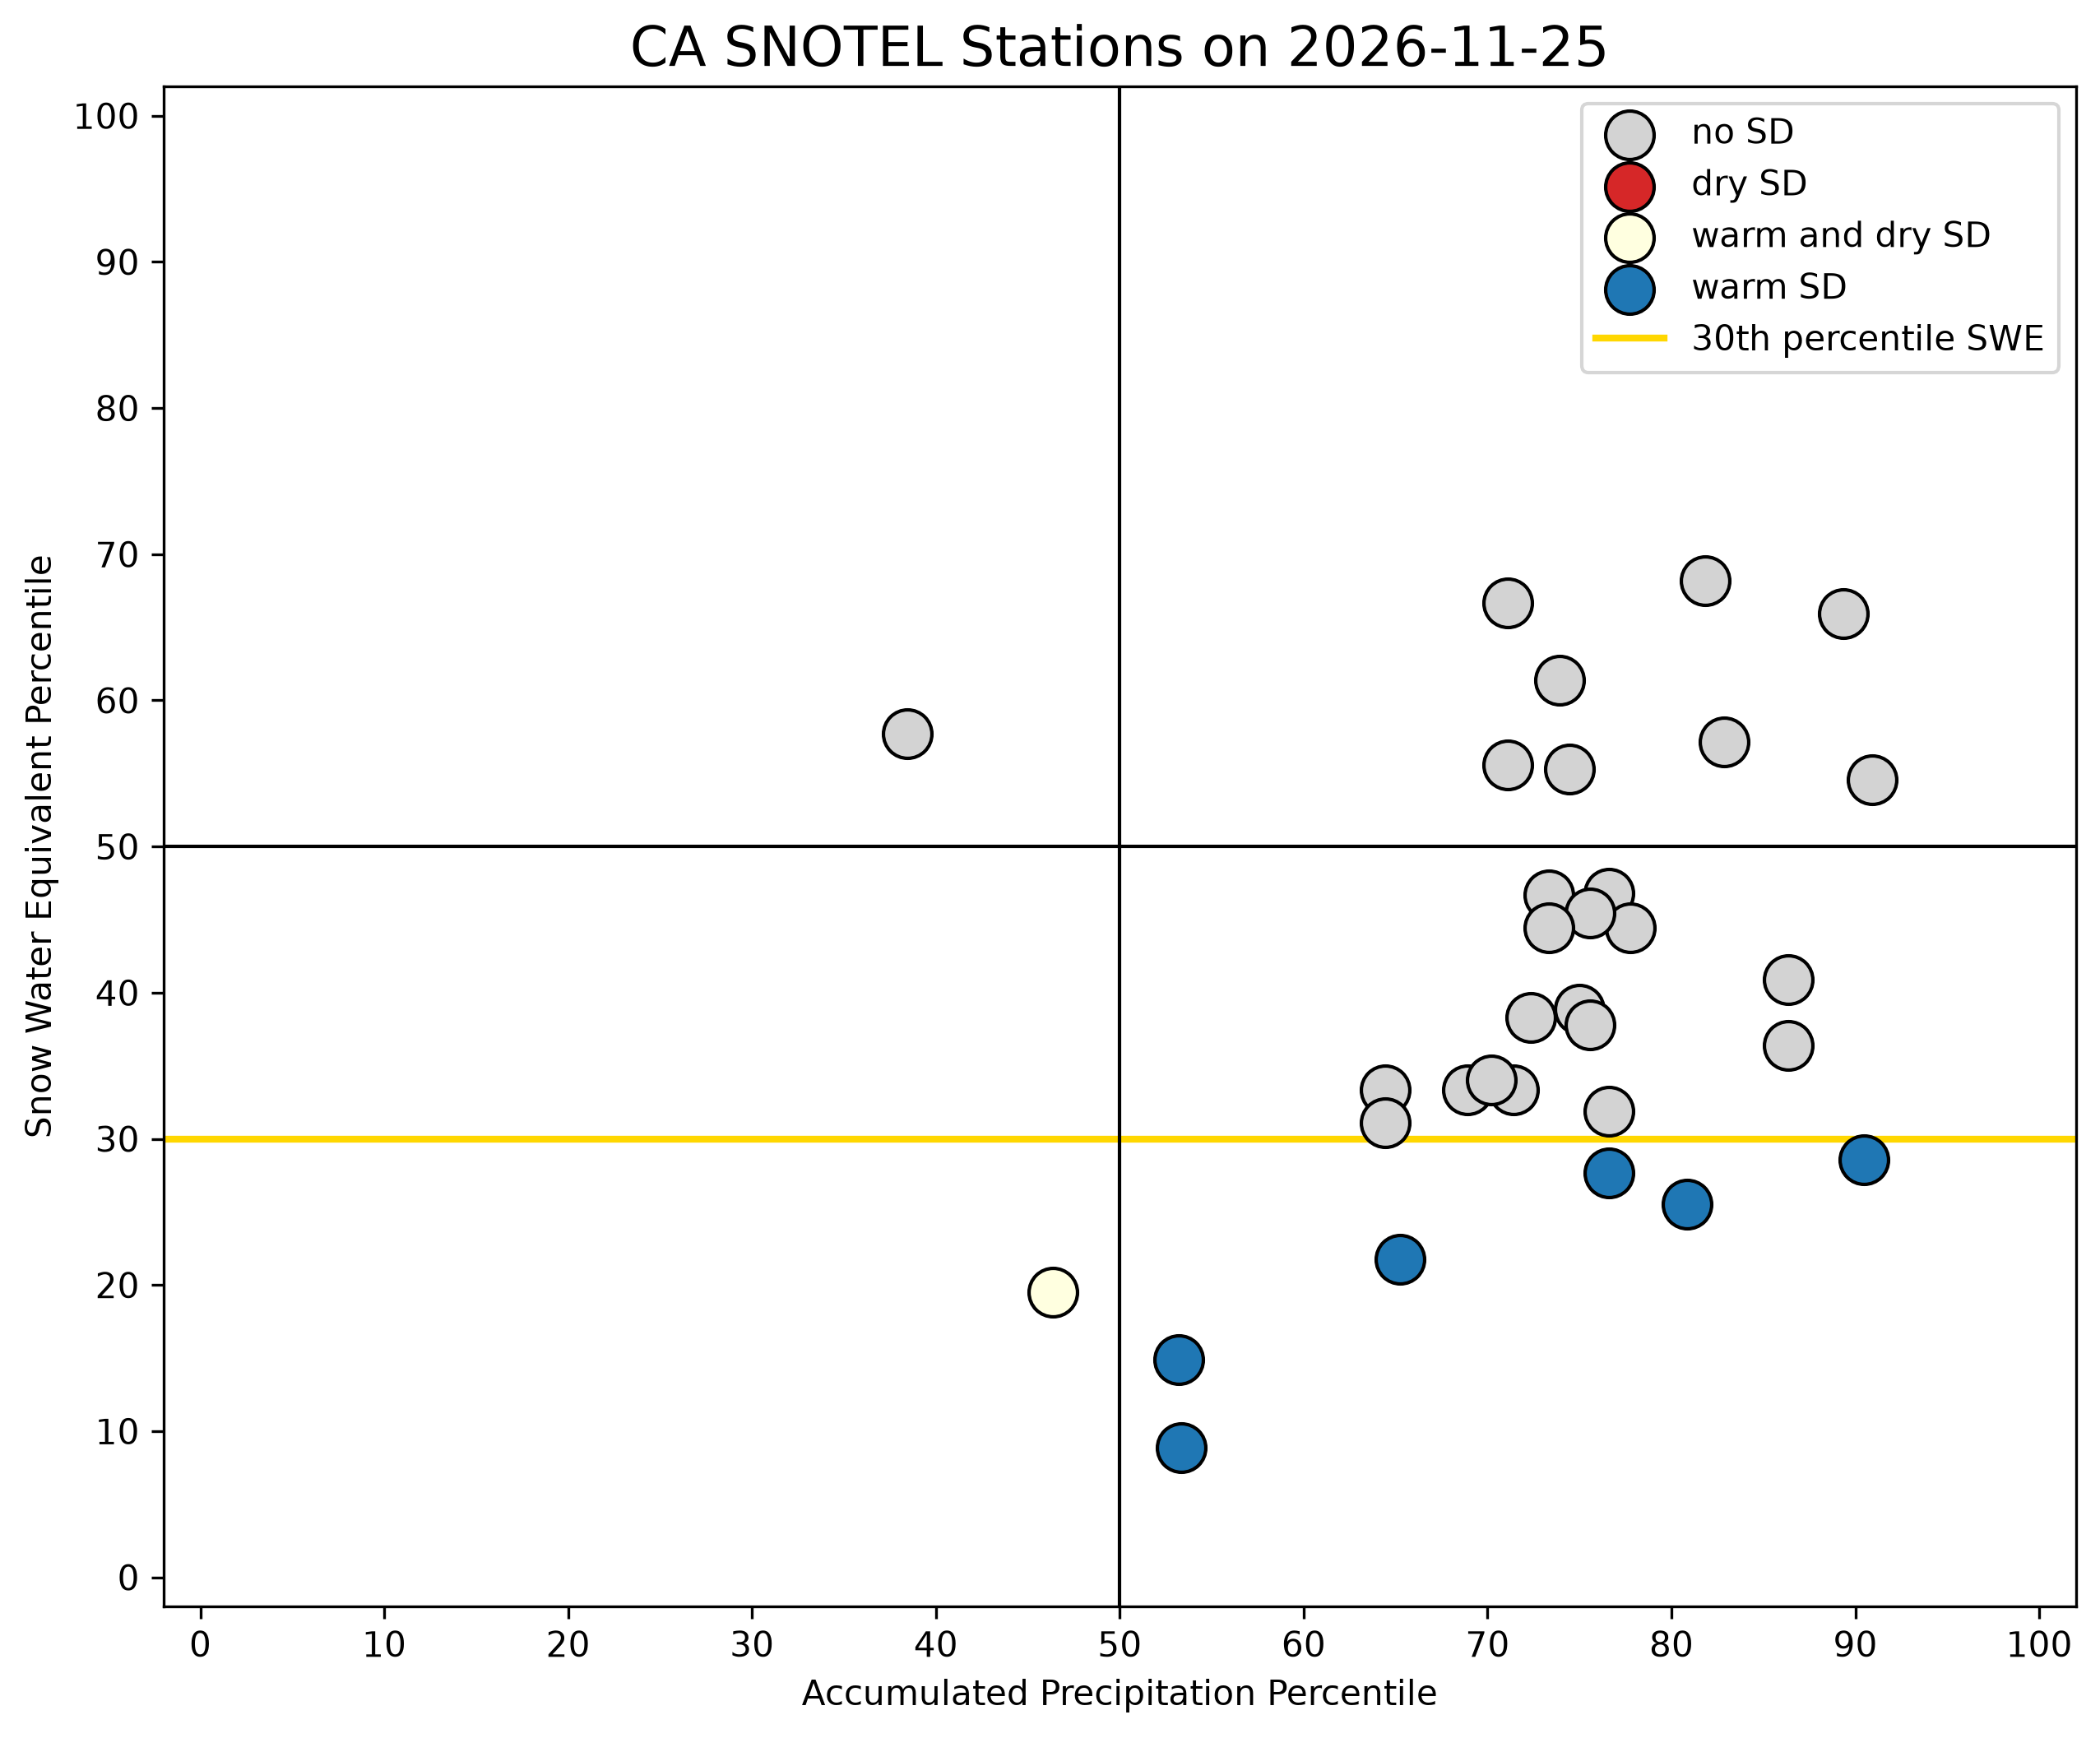 CA SNOTEL Stations on 2026-11-25
no SD
dry SD
warm and dry SD
warm SD
30th percentile SWE
Snow Water Equivalent Percentile
100
90
80
70
60
50
40
30
20
10
0
0 10 20 30 40 50 60 70 80 90 100
Accumulated Precipitation Percentile